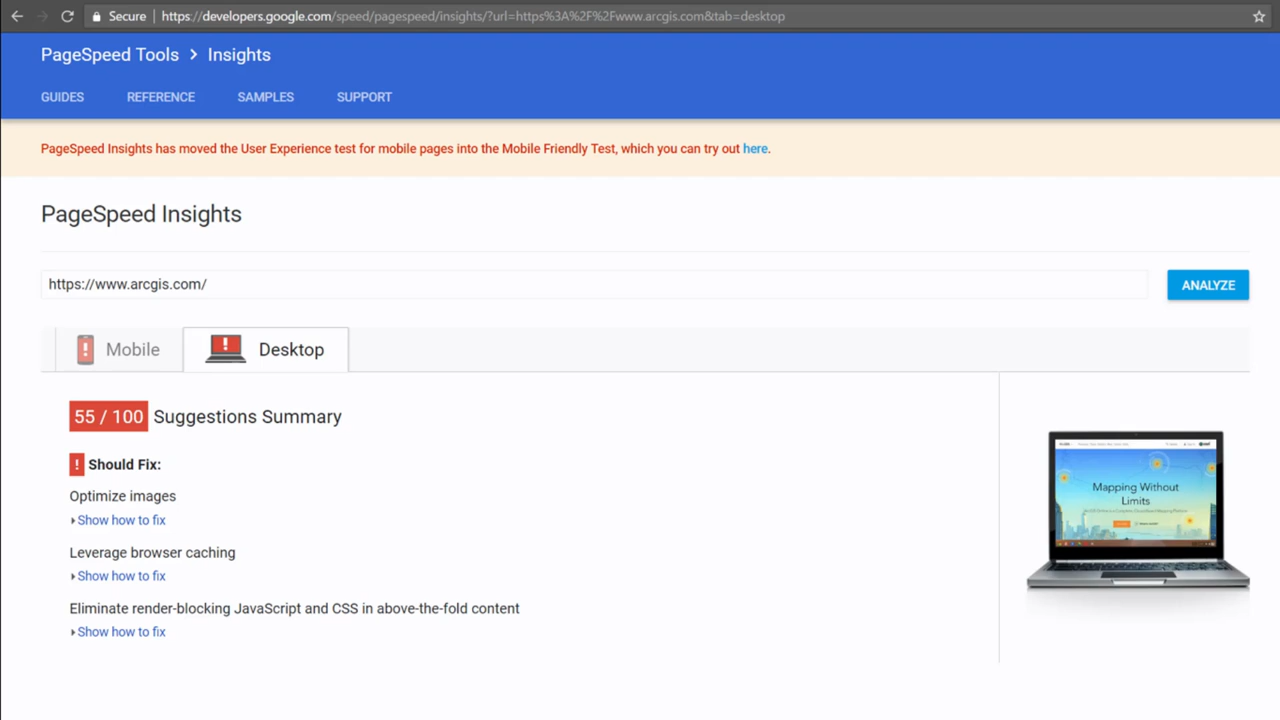 Secure https://developers.google.com/speed/pagespeed/insights/?url=https%3A%2F%2Fwww.arcgis.com&tab=desktop
PageSpeed Tools > Insights
GUIDES REFERENCE SAMPLES SUPPORT
PageSpeed Insights has moved the User Experience test for mobile pages into the Mobile Friendly Test, which you can try out here.
PageSpeed Insights
https://www.arcgis.com/ ANALYZE
! Mobile ! Desktop
55 / 100 Suggestions Summary
! Should Fix:
Optimize images
Show how to fix
Leverage browser caching
Show how to fix
Eliminate render-blocking JavaScript and CSS in above-the-fold content
Show how to fix
Mapping Without
Limits